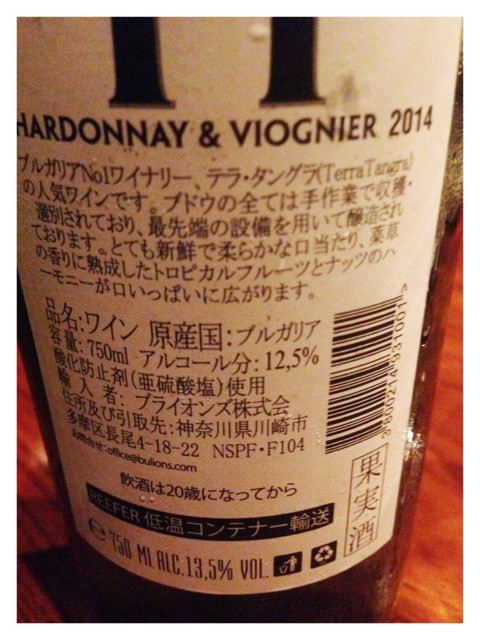 HARDONNAY & VIOGNIER 2014
ブルガリアNo1ワイナリー、テラ・タングラ(TerraTangra)
の人気ワインです。ブドウの全ては手作業で収穫・
選別されており、最先端の設備を用いて醸造され
ております。とても新鮮で柔らかな口当たり、薬草
の香りに熟成したトロピカルフルーツとナッツのハ
ーモニーが口いっぱいに広がります。
品名:ワイン 原産国:ブルガリア
容量:750ml アルコール分:12,5%
酸化防止剤(亜硫酸塩)使用
輸入者:ブライオンズ株式会
住所及び引取先:神奈川県川崎市
多摩区長尾4-18-22 NSPF・F104
お問合せ:office@bulions.com
3800214931001>
飲酒は20歳になってから
果実酒
REEFER 低温コンテナー輸送
e 750 ML ALC.13,5% VOL.